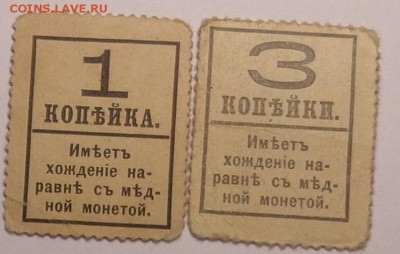 COINS.LAVE.RU
1
КОПѢЙКА.
Имѣетъ
хожденіе на-
равнѣ съ мѣд-
ной монетой.
3
КОПѢЙКИ.
Имѣетъ
хожденіе на-
равнѣ съ мѣд-
ной монетой.